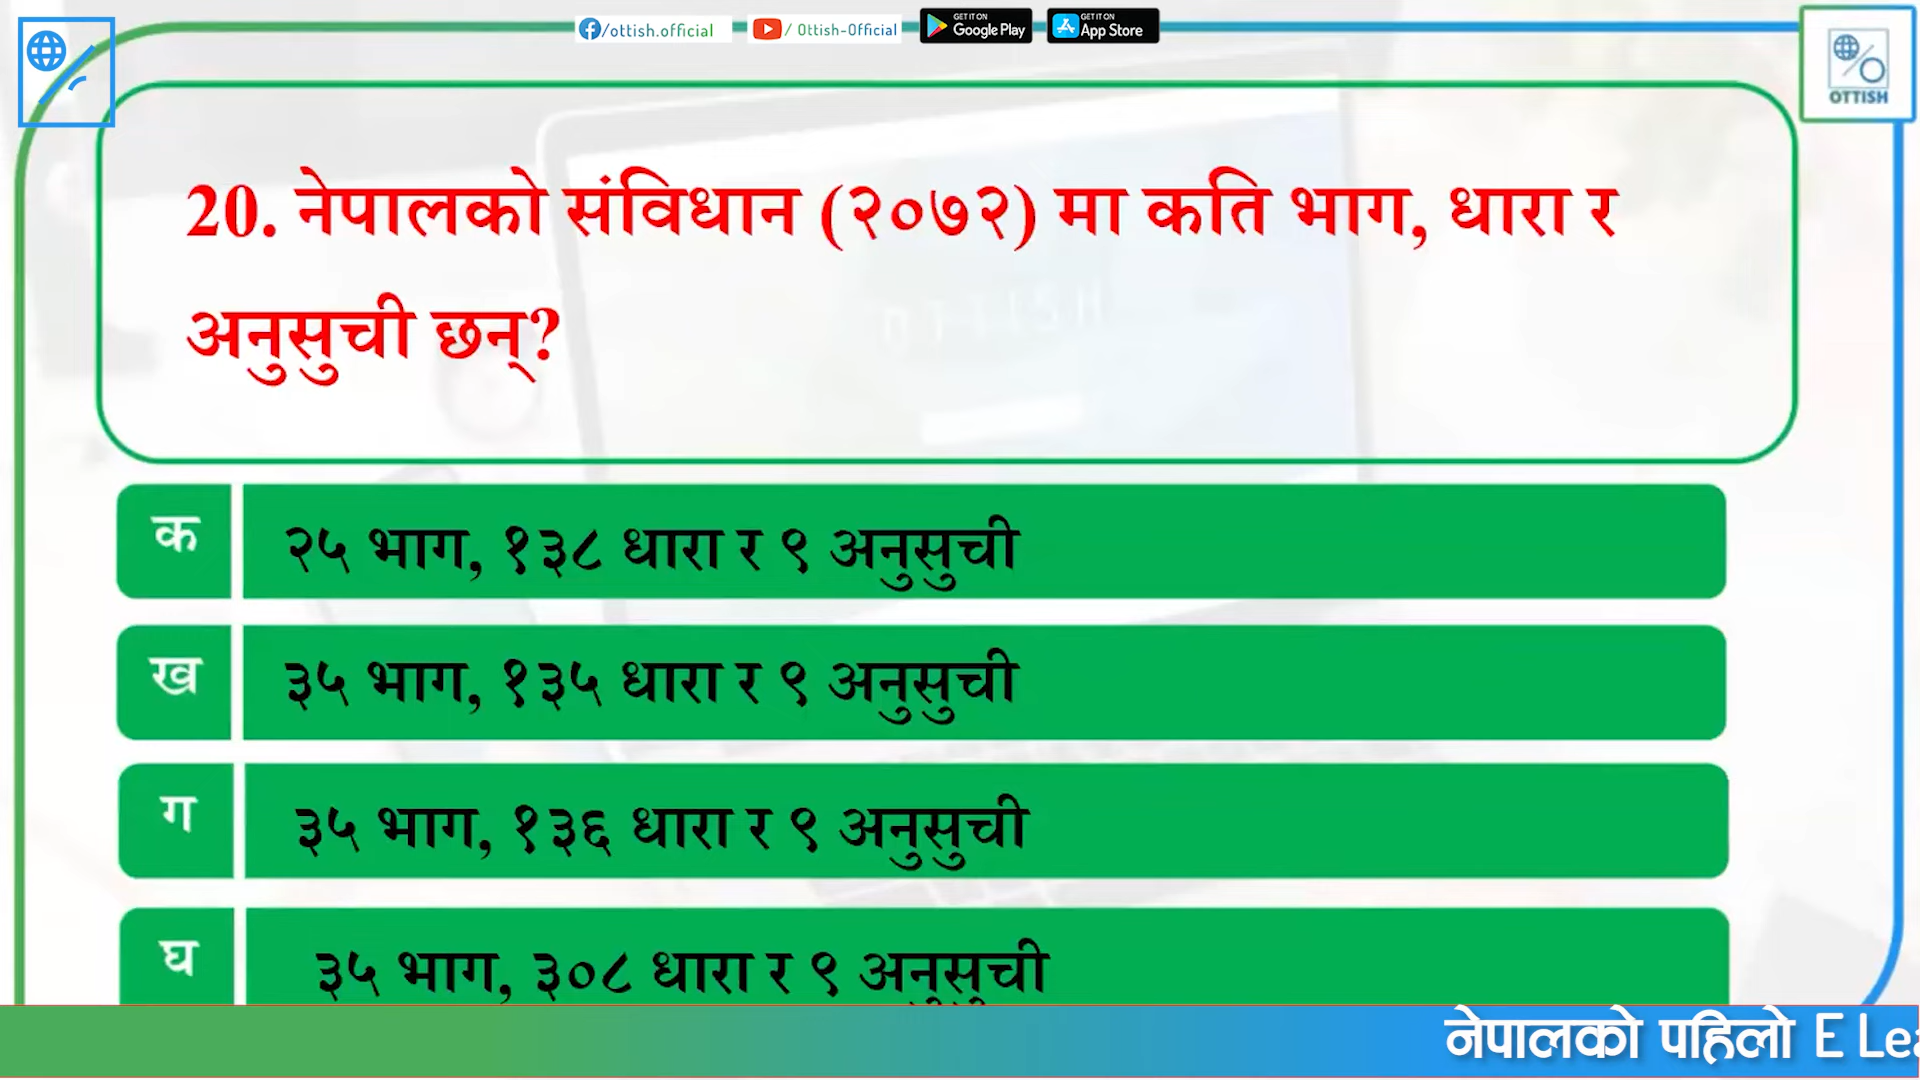 /ottish.official
/ Ottish-Official
GET IT ON
Google Play
GET IT ON
App Store
OTTISH
20. नेपालको संविधान (२०७२) मा कति भाग, धारा र
अनुसुची छन्?
क
२५ भाग, १३८ धारा र ९ अनुसुची
ख
३५ भाग, १३५ धारा र ९ अनुसुची
ग
३५ भाग, १३६ धारा र ९ अनुसुची
घ
३५ भाग, ३०८ धारा र ९ अनुसुची
नेपालको पहिलो E Lea